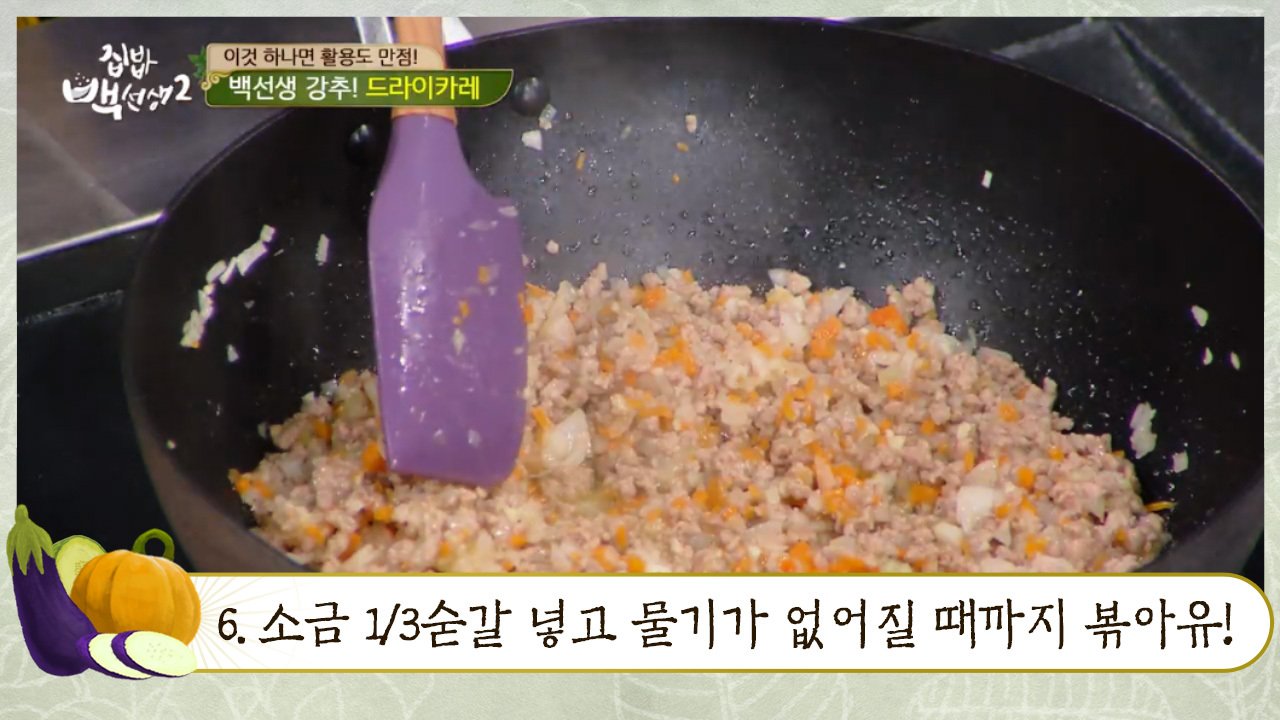 집밥
백선생2
이것 하나면 활용도 만점!
백선생 강추! 드라이카레
6. 소금 1/3숟갈 넣고 물기가 없어질 때까지 볶아유!